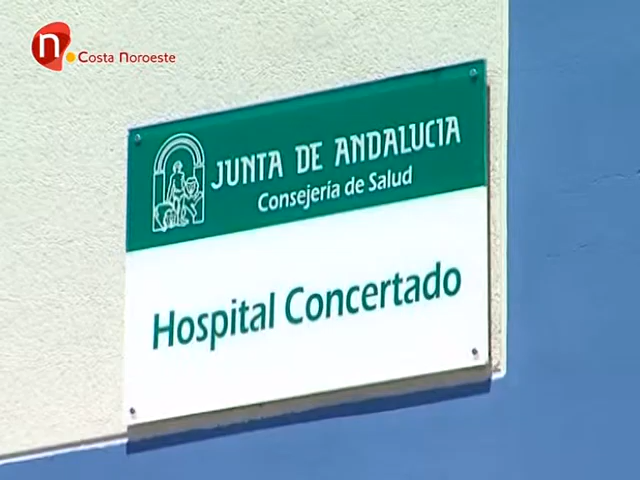 n
Costa Noroeste
JUNTA DE ANDALUCIA
Consejería de Salud
Hospital Concertado